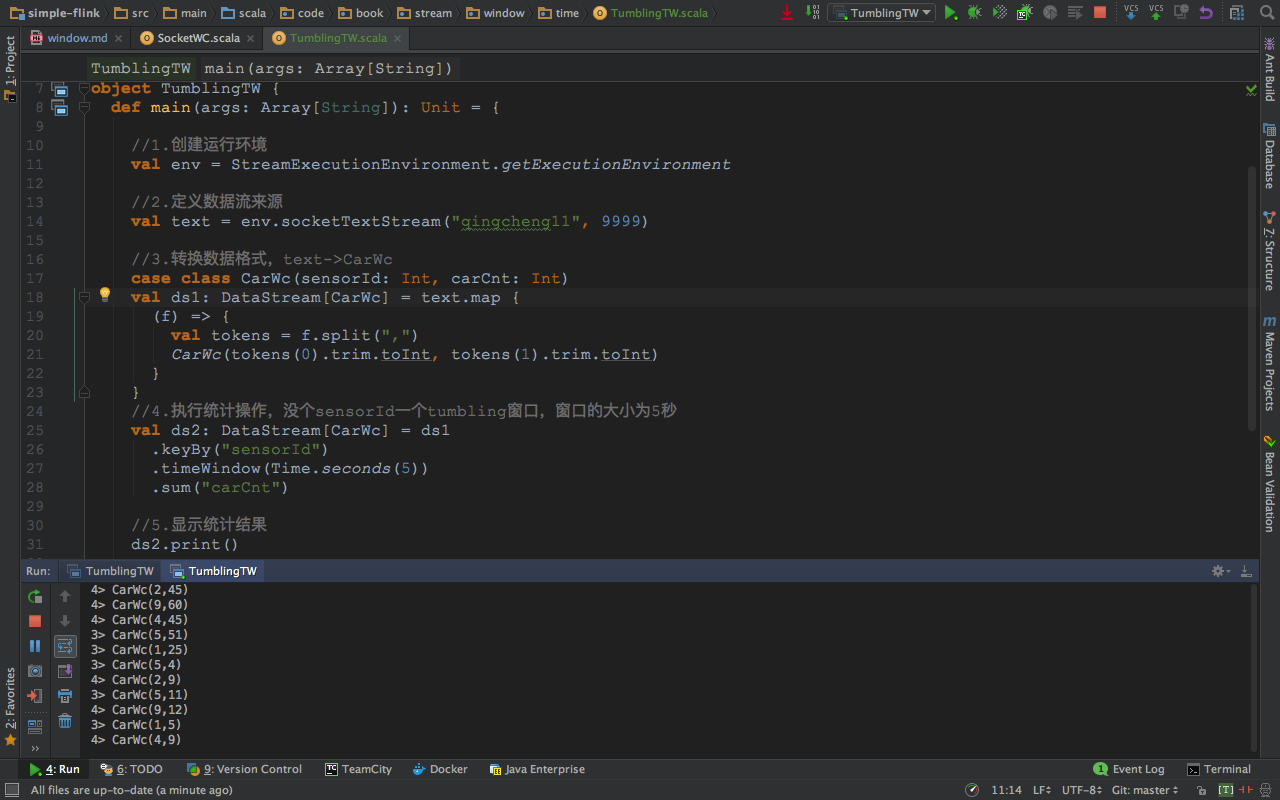 simple-flink src main scala code book stream window time TumblingTW.scala TumblingTW VCS VCS
window.md SocketWC.scala TumblingTW.scala
1: Project
Ant Build
TumblingTW main(args: Array[String])
7 object TumblingTW {
8 def main(args: Array[String]): Unit = {
9
10 //1.创建运行环境
11 val env = StreamExecutionEnvironment.getExecutionEnvironment
12
13 //2.定义数据流来源
14 val text = env.socketTextStream("qingcheng11", 9999)
15
16 //3.转换数据格式，text->CarWc
17 case class CarWc(sensorId: Int, carCnt: Int)
18 val ds1: DataStream[CarWc] = text.map {
19 (f) => {
20 val tokens = f.split(",")
21 CarWc(tokens(0).trim.toInt, tokens(1).trim.toInt)
22 }
23 }
24 //4.执行统计操作，没个sensorId一个tumbling窗口，窗口的大小为5秒
25 val ds2: DataStream[CarWc] = ds1
26 .keyBy("sensorId")
27 .timeWindow(Time.seconds(5))
28 .sum("carCnt")
29
30 //5.显示统计结果
31 ds2.print()
Database
Z: Structure
Maven Projects
Bean Validation
Run: TumblingTW TumblingTW
4> CarWc(2,45)
4> CarWc(9,60)
4> CarWc(4,45)
3> CarWc(5,51)
3> CarWc(1,25)
3> CarWc(5,4)
4> CarWc(2,9)
3> CarWc(5,11)
4> CarWc(9,12)
3> CarWc(1,5)
4> CarWc(4,9)
2: Favorites
4: Run 6: TODO 9: Version Control TC TeamCity Docker Java Enterprise 1 Event Log Terminal
All files are up-to-date (a minute ago) 11:14 LF UTF-8 Git: master [T]